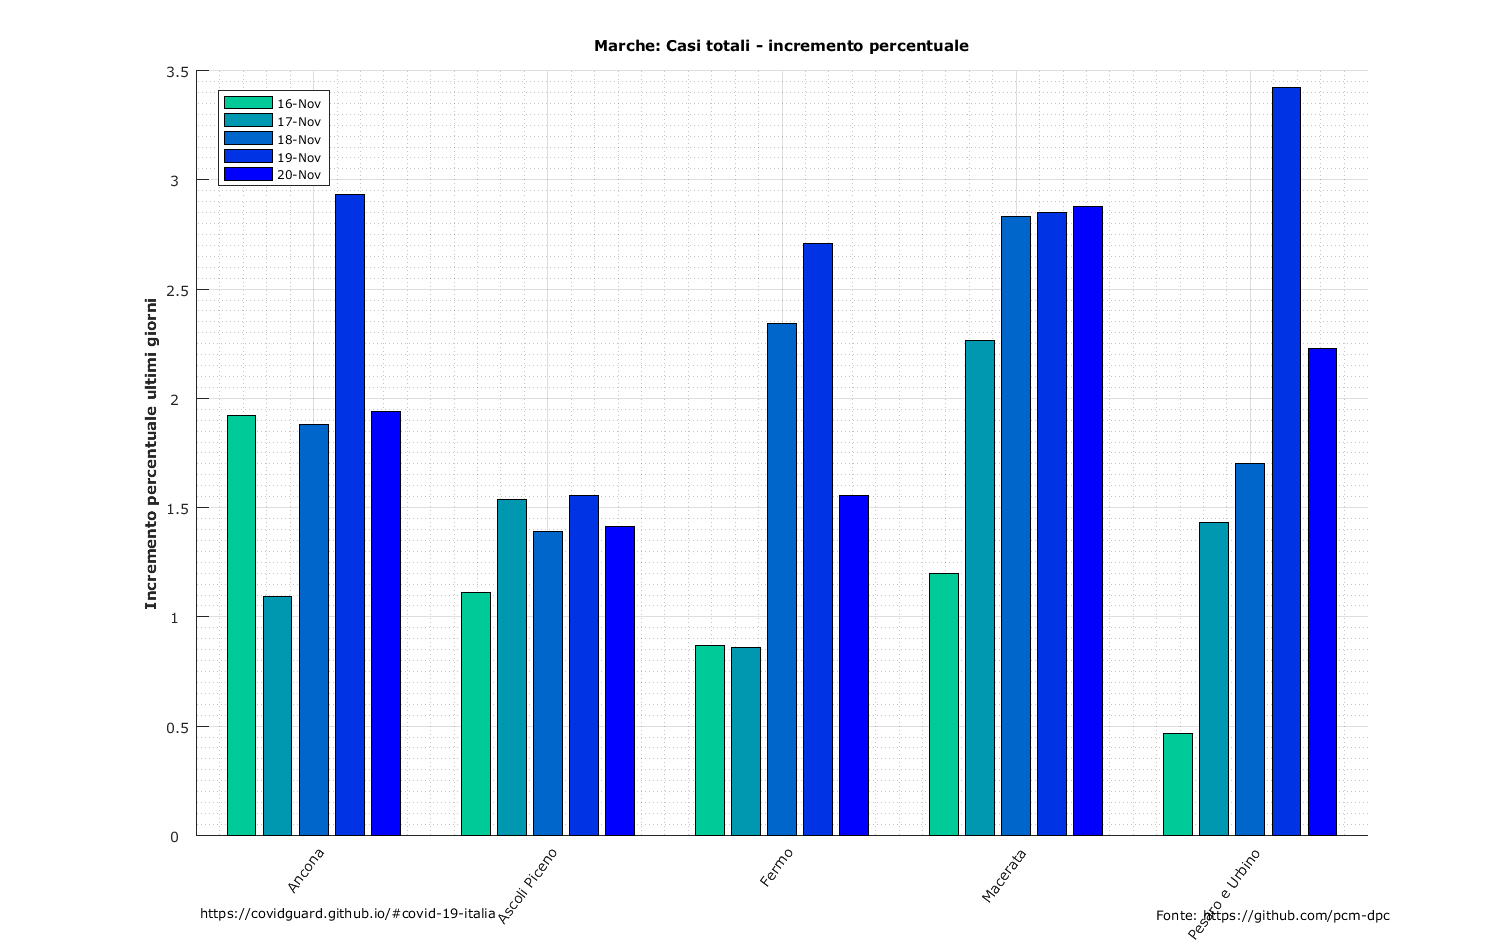 Marche: Casi totali - incremento percentuale
3.5
3
2.5
2
1.5
1
0.5
0
Incremento percentuale ultimi giorni
16-Nov
17-Nov
18-Nov
19-Nov
20-Nov
Ancona
Ascoli Piceno
Fermo
Macerata
Pesaro e Urbino
https://covidguard.github.io/#covid-19-italia
Fonte: https://github.com/pcm-dpc